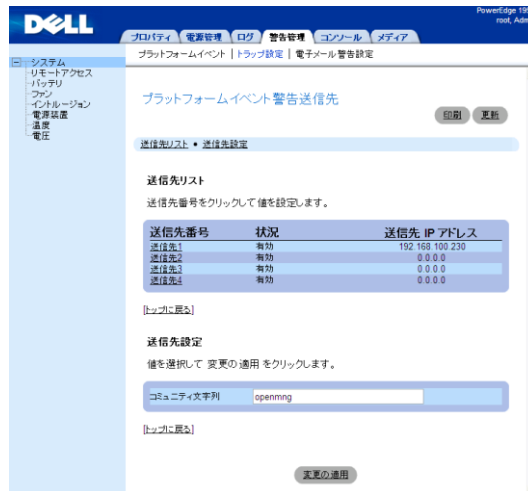 DELL
PowerEdge 195
root, Adm
プロパティ 電源管理 ログ 警告管理 コンソール メディア
プラットフォームイベント | トラップ設定 | 電子メール警告設定
システム
リモートアクセス
バッテリ
ファン
イントルージョン
電源装置
温度
電圧
プラットフォームイベント警告送信先
印刷 更新
送信先リスト • 送信先設定
送信先リスト
送信先番号をクリックして値を設定します。
送信先番号 状況 送信先 IP アドレス
送信先1 有効 192.168.100.230
送信先2 有効 0.0.0.0
送信先3 有効 0.0.0.0
送信先4 有効 0.0.0.0
[トップに戻る]
送信先設定
値を選択して 変更の適用 をクリックします。
コミュニティ文字列 openmng
[トップに戻る]
変更の適用